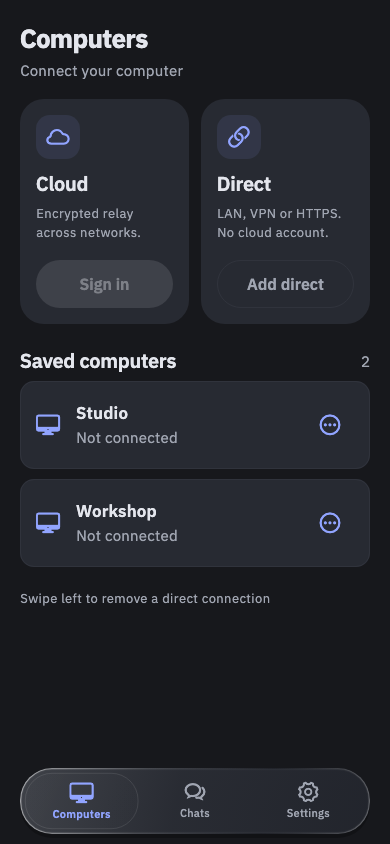 Computers
Connect your computer
Cloud
Encrypted relay
across networks.
Sign in
Direct
LAN, VPN or HTTPS.
No cloud account.
Add direct
Saved computers
2
Studio
Not connected
Workshop
Not connected
Swipe left to remove a direct connection
Computers
Chats
Settings